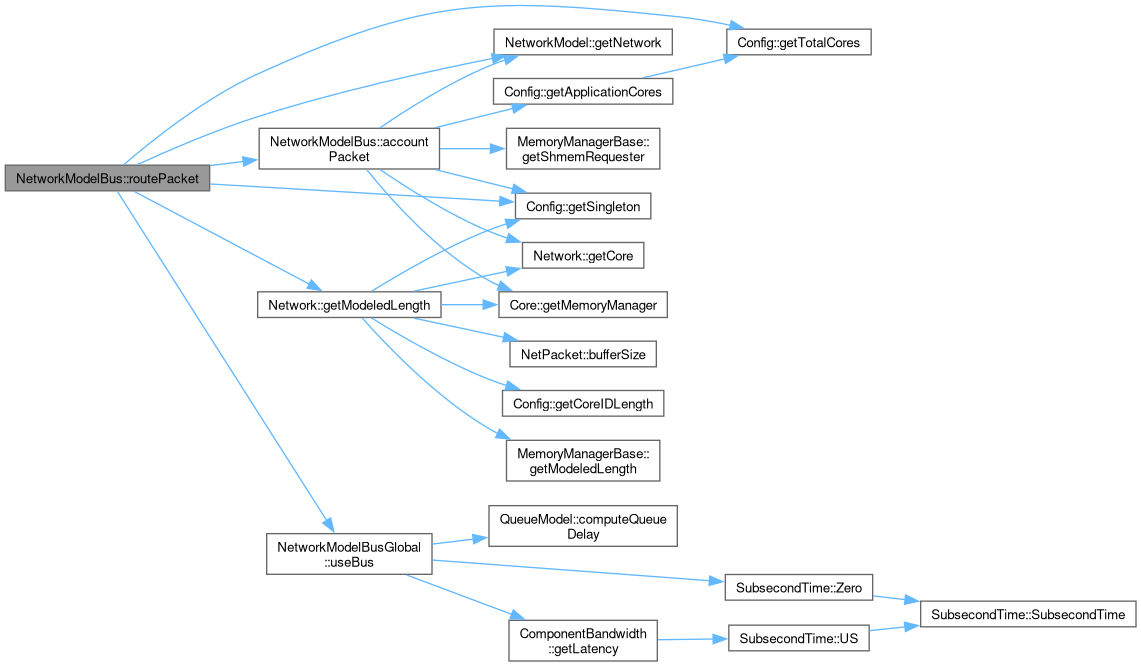 NetworkModelBus::routePacket
Config::getTotalCores
NetworkModel::getNetwork
Config::getApplicationCores
NetworkModelBus::account
Packet
MemoryManagerBase::
getShmemRequester
Config::getSingleton
Network::getCore
Network::getModeledLength
Core::getMemoryManager
NetPacket::bufferSize
Config::getCoreIDLength
MemoryManagerBase::
getModeledLength
NetworkModelBusGlobal
::useBus
QueueModel::computeQueue
Delay
SubsecondTime::Zero
SubsecondTime::SubsecondTime
ComponentBandwidth
::getLatency
SubsecondTime::US